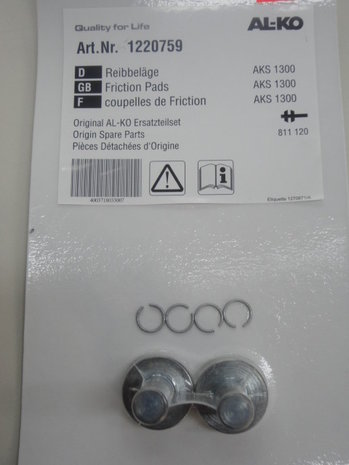 Quality for Life
AL-KO
Art.Nr. 1220759
D Reibbeläge AKS 1300
GB Friction Pads AKS 1300
F coupelles de Friction AKS 1300
Original AL-KO Ersatzteilset
Origin Spare Parts
811 120
Pièces Détachées d'Origine